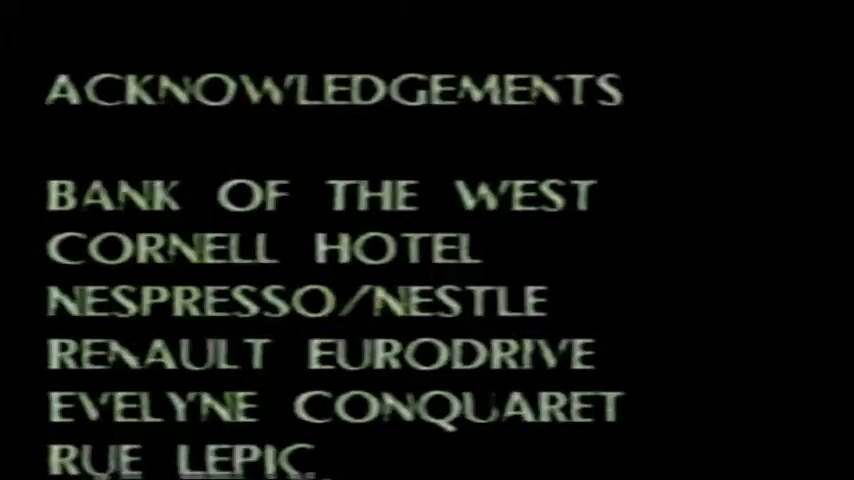 ACKNOWLEDGEMENTS
BANK OF THE WEST
CORNELL HOTEL
NESPRESSO/NESTLE
RENAULT EURODRIVE
EVELYNE CONQUARET
RUE LEPIC